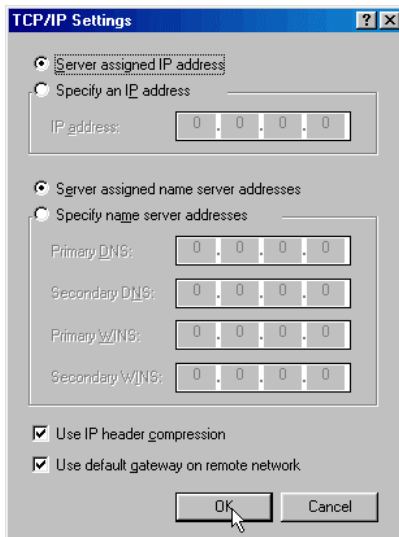 TCP/IP Settings
Server assigned IP address
Specify an IP address
IP address: 0 . 0 . 0 . 0
Server assigned name server addresses
Specify name server addresses
Primary DNS: 0 . 0 . 0 . 0
Secondary DNS: 0 . 0 . 0 . 0
Primary WINS: 0 . 0 . 0 . 0
Secondary WINS: 0 . 0 . 0 . 0
Use IP header compression
Use default gateway on remote network
OK Cancel